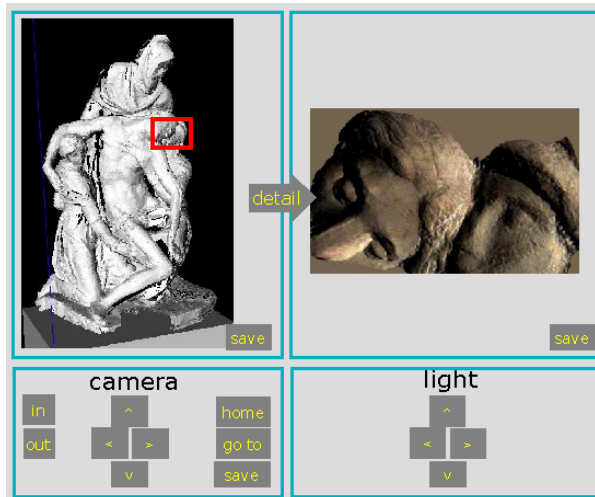 detail
save
save
camera
in
^
home
out
<
>
go to
v
save
light
^
<
>
v